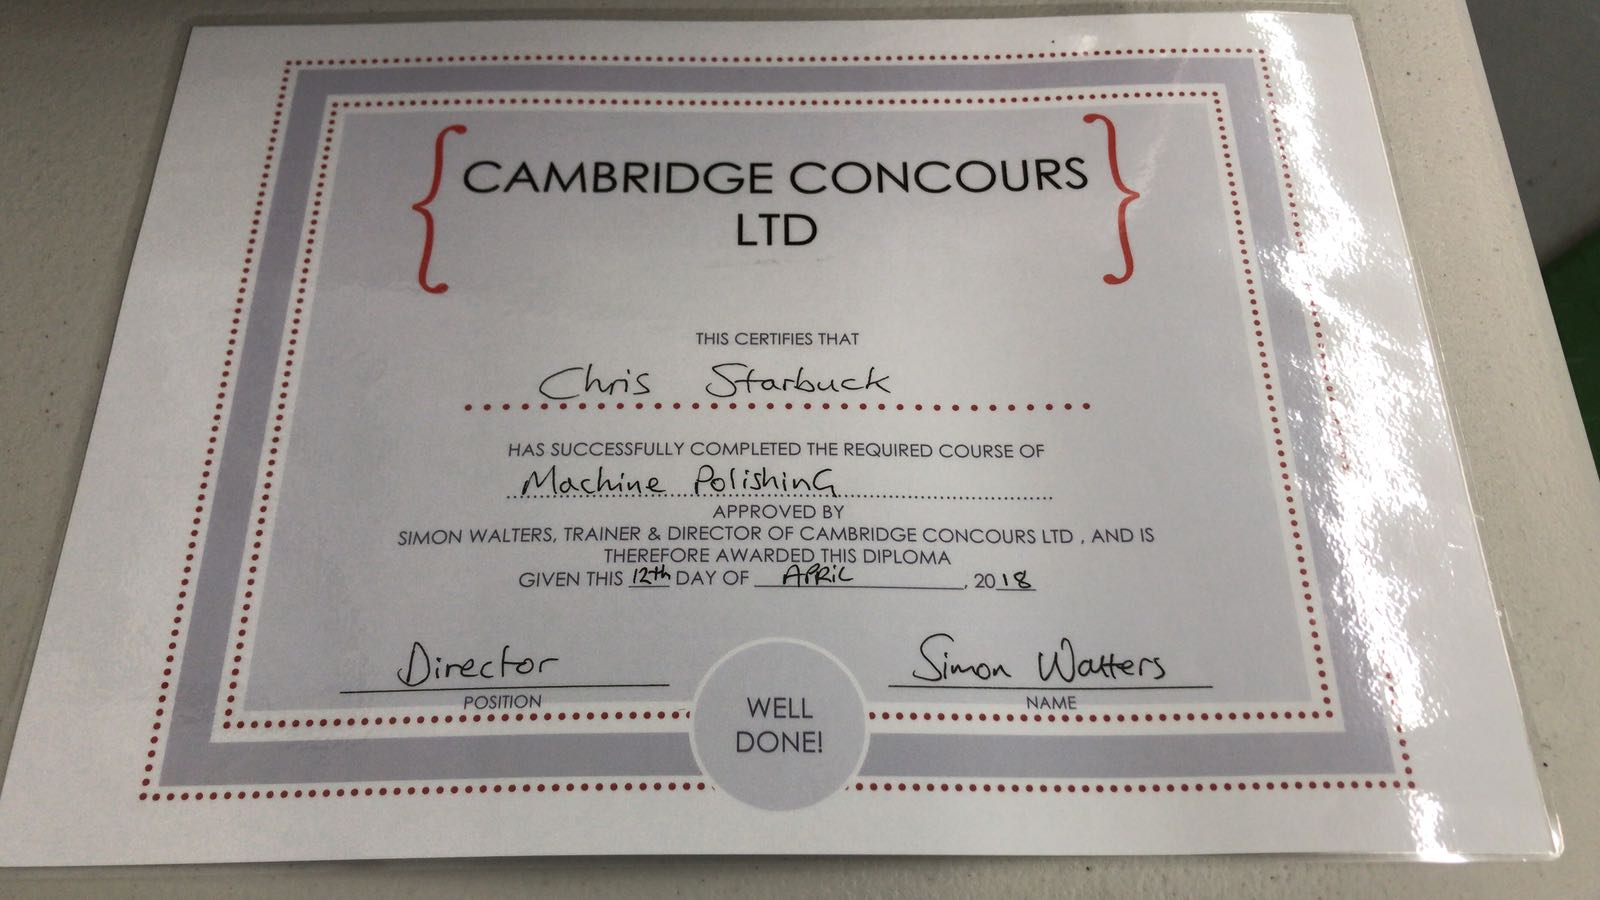 CAMBRIDGE CONCOURS
LTD
THIS CERTIFIES THAT
Chris Starbuck
HAS SUCCESSFULLY COMPLETED THE REQUIRED COURSE OF
Machine PolishinG
APPROVED BY
SIMON WALTERS, TRAINER & DIRECTOR OF CAMBRIDGE CONCOURS LTD , AND IS
THEREFORE AWARDED THIS DIPLOMA
GIVEN THIS 12th DAY OF APRiL, 2018
Director
POSITION
Simon Walters
NAME
WELL
DONE!